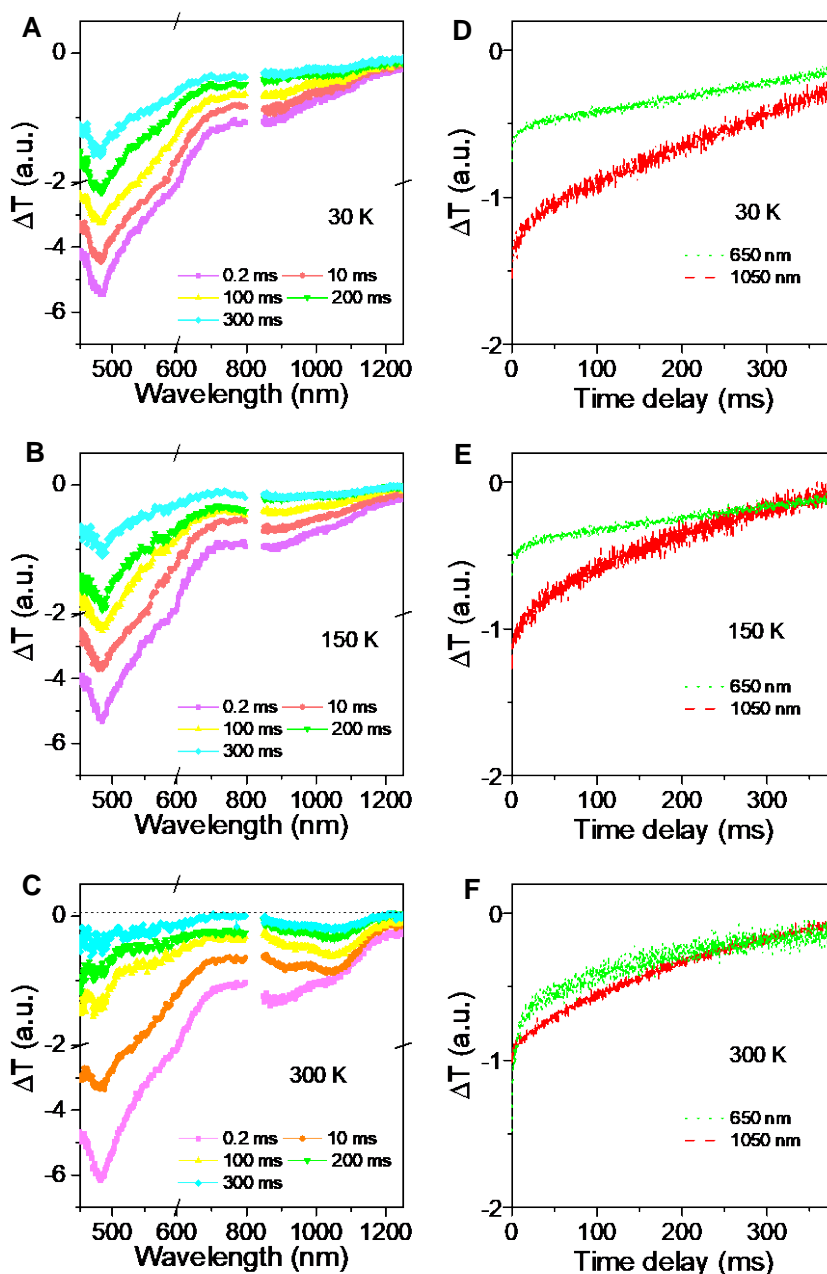 A
0
-2
-4
-6
ΔT (a.u.)
30 K
0.2 ms
10 ms
100 ms
200 ms
300 ms
500 600 800 1000 1200
Wavelength (nm)
D
0
-1
-2
ΔT (a.u.)
30 K
650 nm
1050 nm
0 100 200 300
Time delay (ms)
B
0
-2
-4
-6
ΔT (a.u.)
150 K
0.2 ms
10 ms
100 ms
200 ms
300 ms
500 600 800 1000 1200
Wavelength (nm)
E
0
-1
-2
ΔT (a.u.)
150 K
650 nm
1050 nm
0 100 200 300
Time delay (ms)
C
0
-2
-4
-6
ΔT (a.u.)
300 K
0.2 ms
10 ms
100 ms
200 ms
300 ms
500 600 800 1000 1200
Wavelength (nm)
F
0
-1
-2
ΔT (a.u.)
300 K
650 nm
1050 nm
0 100 200 300
Time delay (ms)